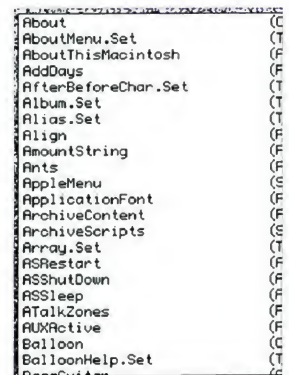 About (C
AboutMenu.Set (T
AboutThisMacintosh (F
AddDays (F
AfterBeforeChar.Set (T
Album.Set (T
Alias.Set (T
Align (F
AmountString (F
Ants (F
AppleMenu (S
ApplicationFont (F
ArchiveContent (F
ArchiveScripts (S
Array.Set (T
ASRestart (F
ASShutDown (F
ASSleep (F
ATalkZones (F
AUXActive (F
Balloon (C
BalloonHelp.Set (T